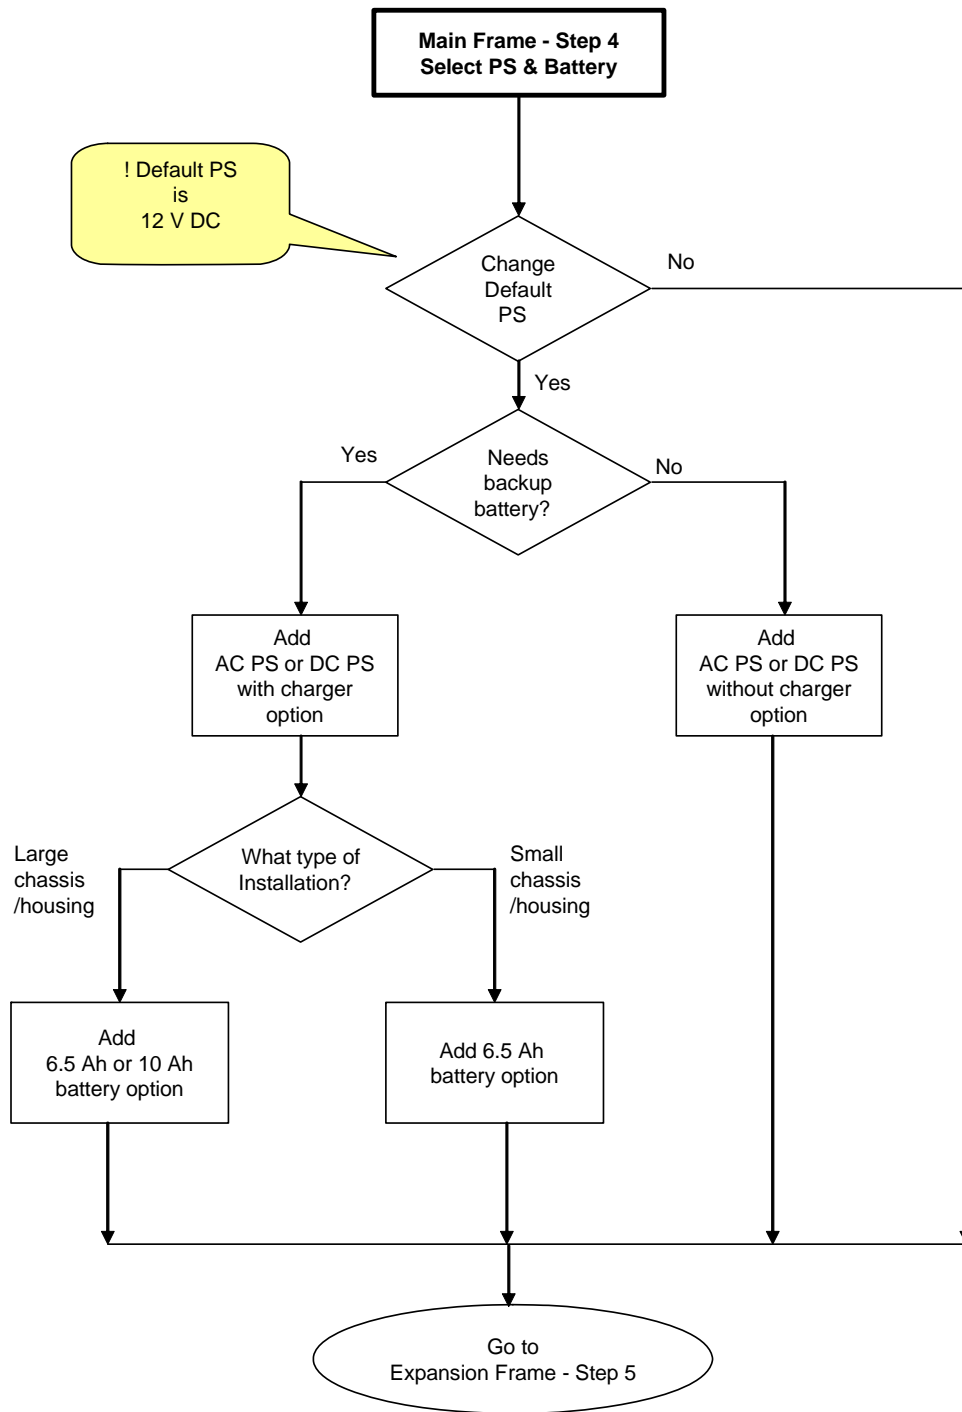 Main Frame - Step 4
Select PS & Battery
! Default PS
is
12 V DC
Change
Default
PS
No
Yes
Yes
Needs
backup
battery?
No
Add
AC PS or DC PS
with charger
option
Add
AC PS or DC PS
without charger
option
Large
chassis
/housing
What type of
Installation?
Small
chassis
/housing
Add
6.5 Ah or 10 Ah
battery option
Add 6.5 Ah
battery option
Go to
Expansion Frame - Step 5